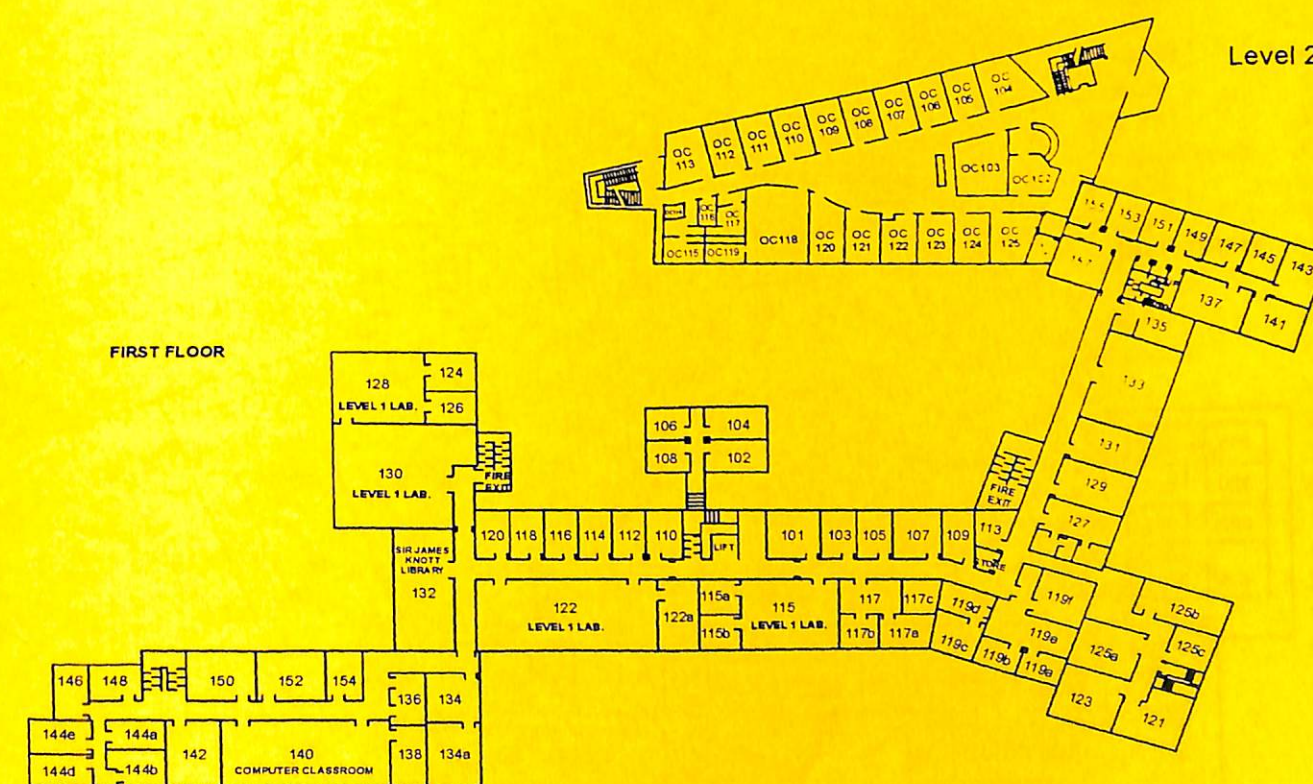 Level 2
OC
104
OC
105
OC
106
OC
107
OC
108
OC
109
OC
110
OC
111
OC
112
OC
113
OC103
OC
116
OC
117
OC115
OC119
OC118
OC
120
OC
121
OC
122
OC
123
OC
124
OC
125
155
153
151
149
147
145
143
137
141
135
133
131
129
127
FIRST FLOOR
128
LEVEL 1 LAB.
124
126
130
LEVEL 1 LAB.
FIRE
EXIT
106
104
108
102
FIRE
EXIT
120
118
116
114
112
110
LIFT
101
103
105
107
109
113
STORE
SIR JAMES
KNOTT
LIBRARY
132
122
LEVEL 1 LAB.
122a
115a
115b
115
LEVEL 1 LAB.
117
117c
117b
117a
119d
119c
119b
119a
119e
119f
125a
125b
125c
123
121
146
148
150
152
154
136
134
144e
144a
144d
144b
142
140
COMPUTER CLASSROOM
138
134a